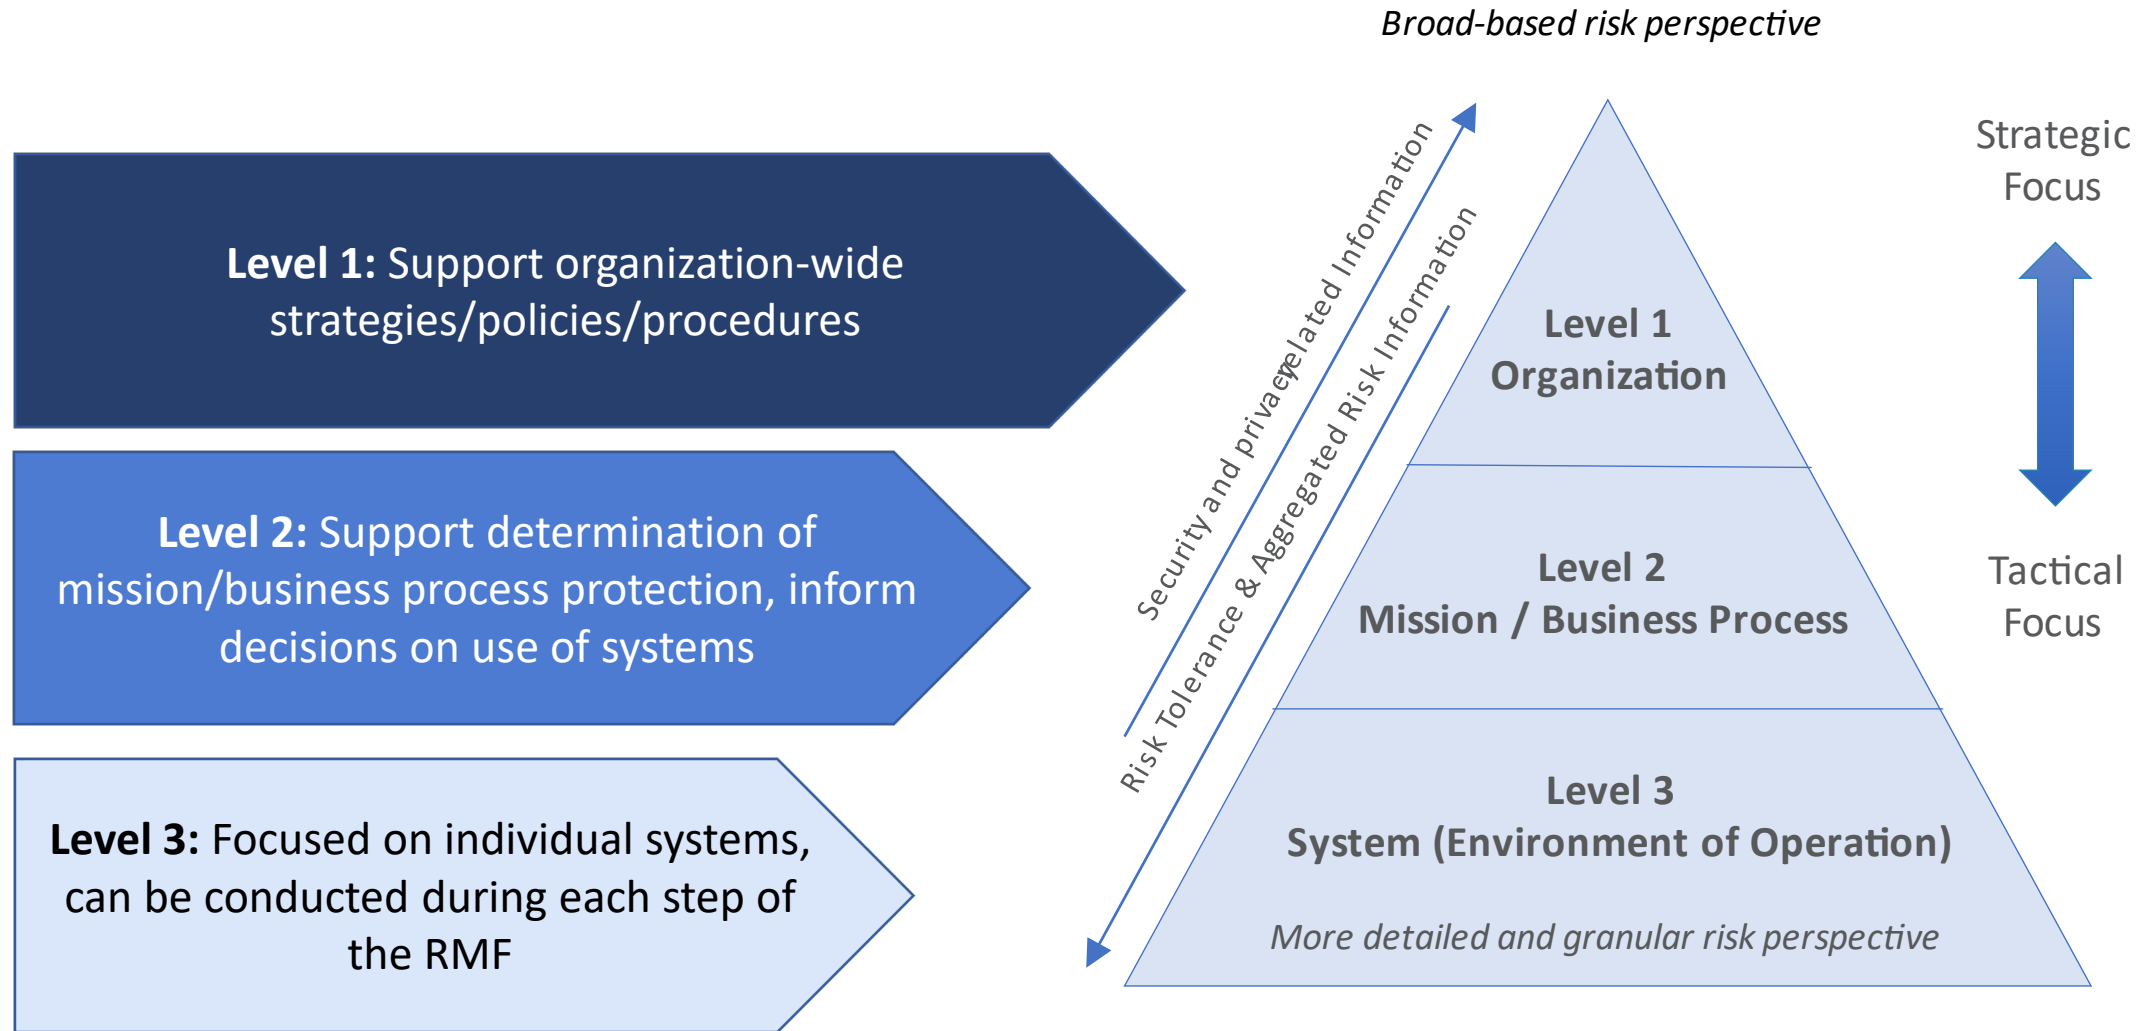 Broad-based risk perspective
Level 1: Support organization-wide
strategies/policies/procedures
Level 2: Support determination of
mission/business process protection, inform
decisions on use of systems
Level 3: Focused on individual systems,
can be conducted during each step of
the RMF
Security and privacy-related Information
Risk Tolerance & Aggregated Risk Information
Level 1
Organization
Level 2
Mission / Business Process
Level 3
System (Environment of Operation)
More detailed and granular risk perspective
Strategic
Focus
Tactical
Focus